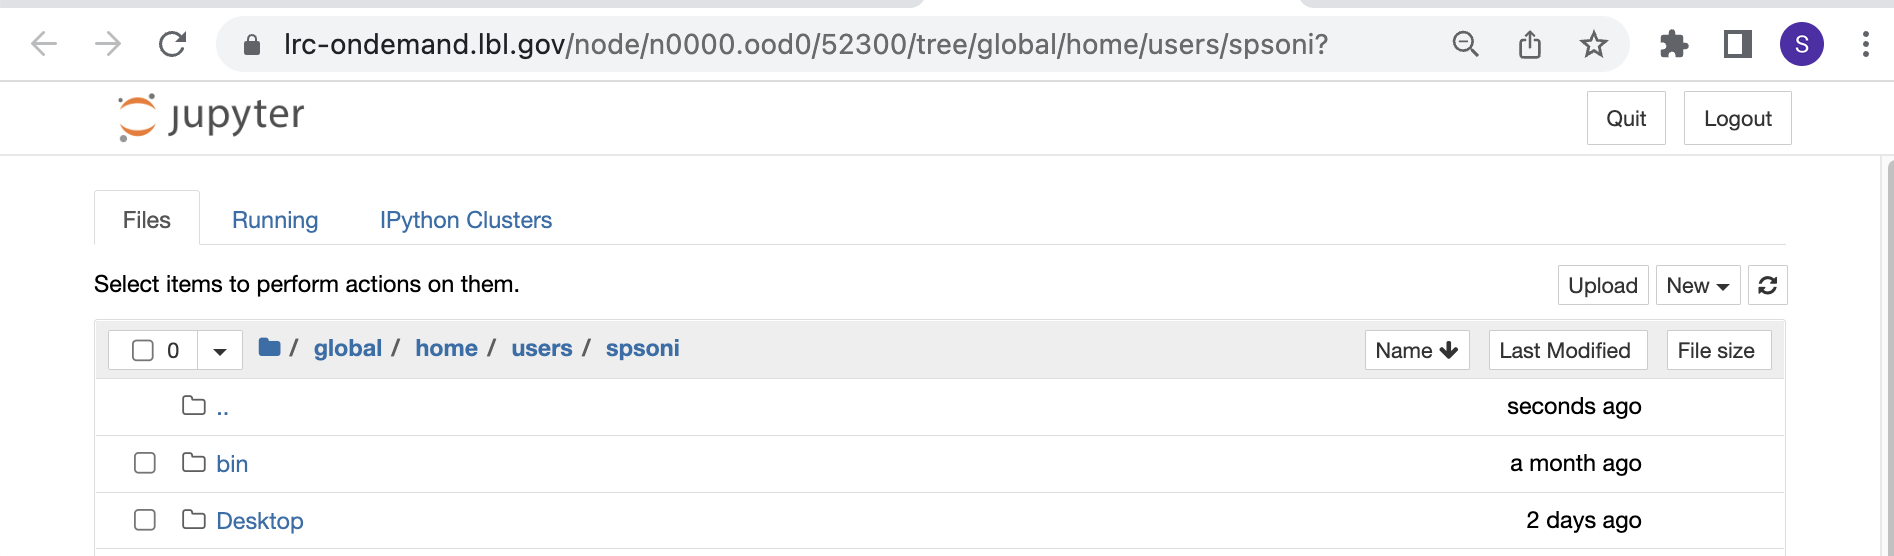 lrc-ondemand.lbl.gov/node/n0000.ood0/52300/tree/global/home/users/spsoni?
S
jupyter
Quit Logout
Files Running IPython Clusters
Select items to perform actions on them.
Upload New
0 / global / home / users / spsoni Name Last Modified File size
.. seconds ago
bin a month ago
Desktop 2 days ago